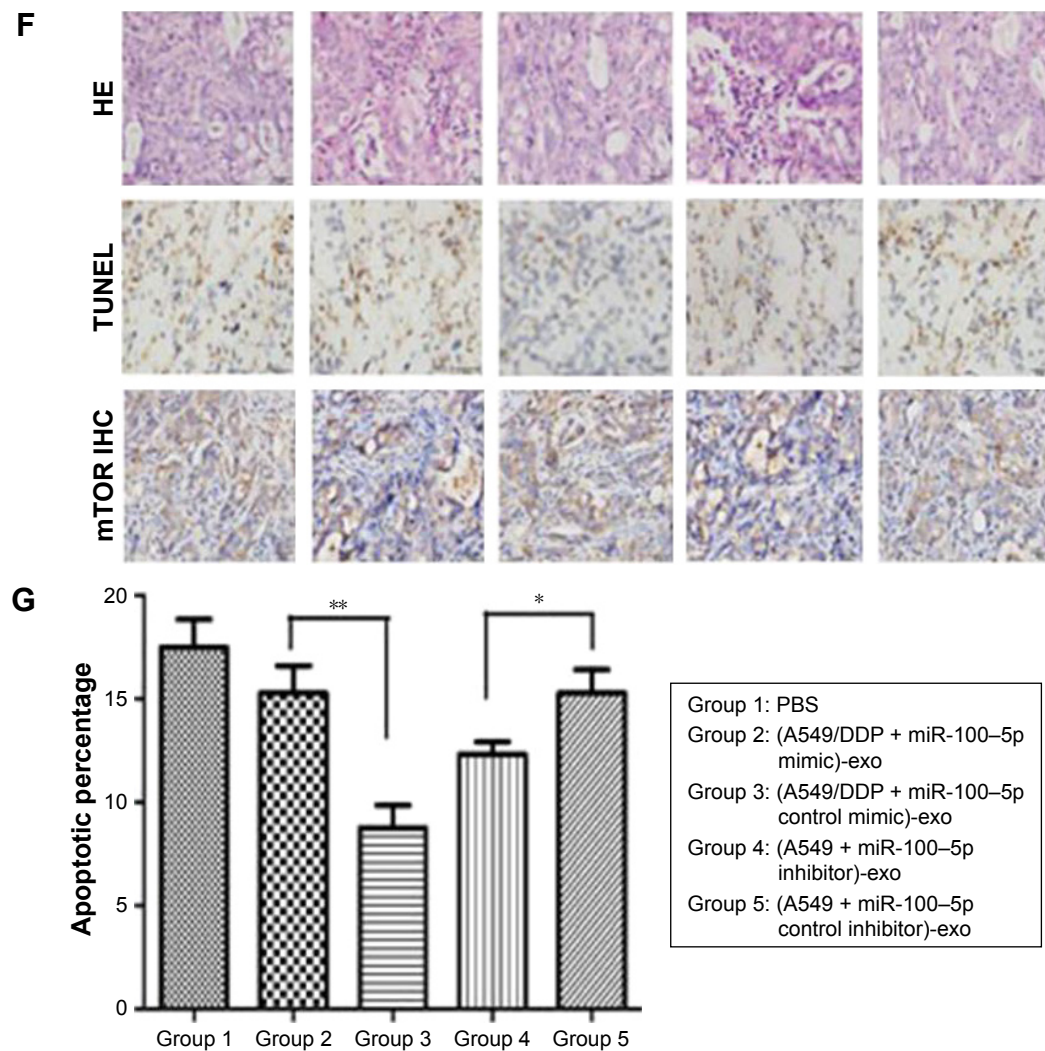 F
HE
TUNEL
mTOR IHC
G
Apoptotic percentage
20
15
10
5
0
**
*
Group 1
Group 2
Group 3
Group 4
Group 5
Group 1: PBS
Group 2: (A549/DDP + miR-100–5p
mimic)-exo
Group 3: (A549/DDP + miR-100–5p
control mimic)-exo
Group 4: (A549 + miR-100–5p
inhibitor)-exo
Group 5: (A549 + miR-100–5p
control inhibitor)-exo